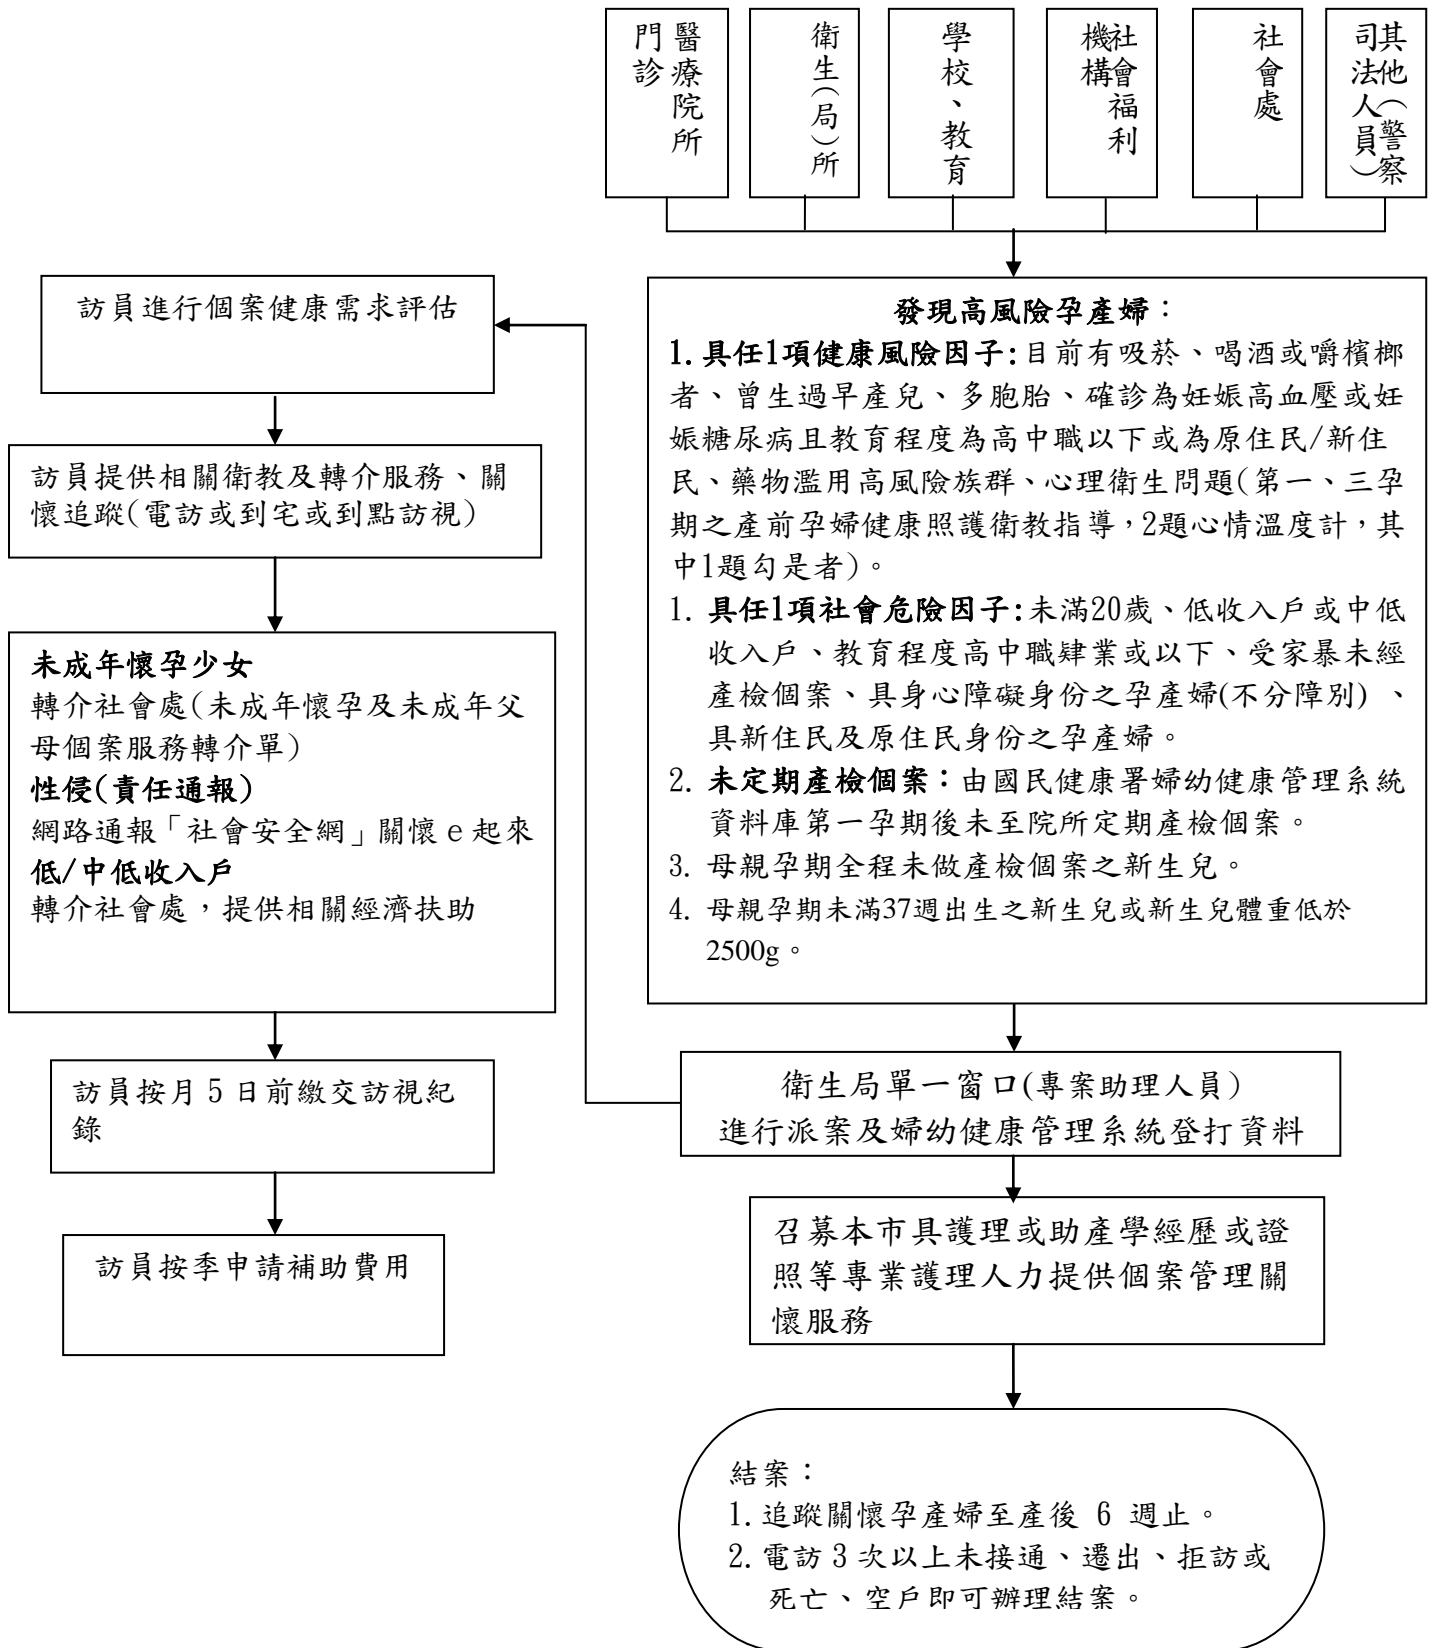 醫療院所
門診
衛生(局)所
學校、教育
社會福利
機構
社會處
其他(警察
司法人員)
發現高風險孕產婦：
1.具任1項健康風險因子:目前有吸菸、喝酒或嚼檳榔
者、曾生過早產兒、多胞胎、確診為妊娠高血壓或妊
娠糖尿病且教育程度為高中職以下或為原住民/新住
民、藥物濫用高風險族群、心理衛生問題(第一、三孕
期之產前孕婦健康照護衛教指導，2題心情溫度計，其
中1題勾是者)。
1. 具任1項社會危險因子:未滿20歲、低收入戶或中低
收入戶、教育程度高中職肄業或以下、受家暴未經
產檢個案、具身心障礙身份之孕產婦(不分障別) 、
具新住民及原住民身份之孕產婦。
2. 未定期產檢個案：由國民健康署婦幼健康管理系統
資料庫第一孕期後未至院所定期產檢個案。
3. 母親孕期全程未做產檢個案之新生兒。
4. 母親孕期未滿37週出生之新生兒或新生兒體重低於
2500g。
衛生局單一窗口(專案助理人員)
進行派案及婦幼健康管理系統登打資料
召募本市具護理或助產學經歷或證
照等專業護理人力提供個案管理關
懷服務
結案：
1.追蹤關懷孕產婦至產後 6 週止。
2.電訪 3 次以上未接通、遷出、拒訪或
死亡、空戶即可辦理結案。
訪員進行個案健康需求評估
訪員提供相關衛教及轉介服務、關
懷追蹤(電訪或到宅或到點訪視)
未成年懷孕少女
轉介社會處(未成年懷孕及未成年父
母個案服務轉介單)
性侵(責任通報)
網路通報「社會安全網」關懷 e 起來
低/中低收入戶
轉介社會處，提供相關經濟扶助
訪員按月 5 日前繳交訪視紀
錄
訪員按季申請補助費用